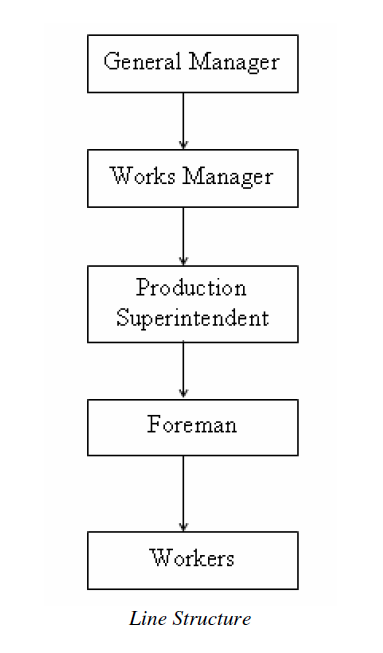 General Manager
Works Manager
Production
Superintendent
Foreman
Workers
Line Structure